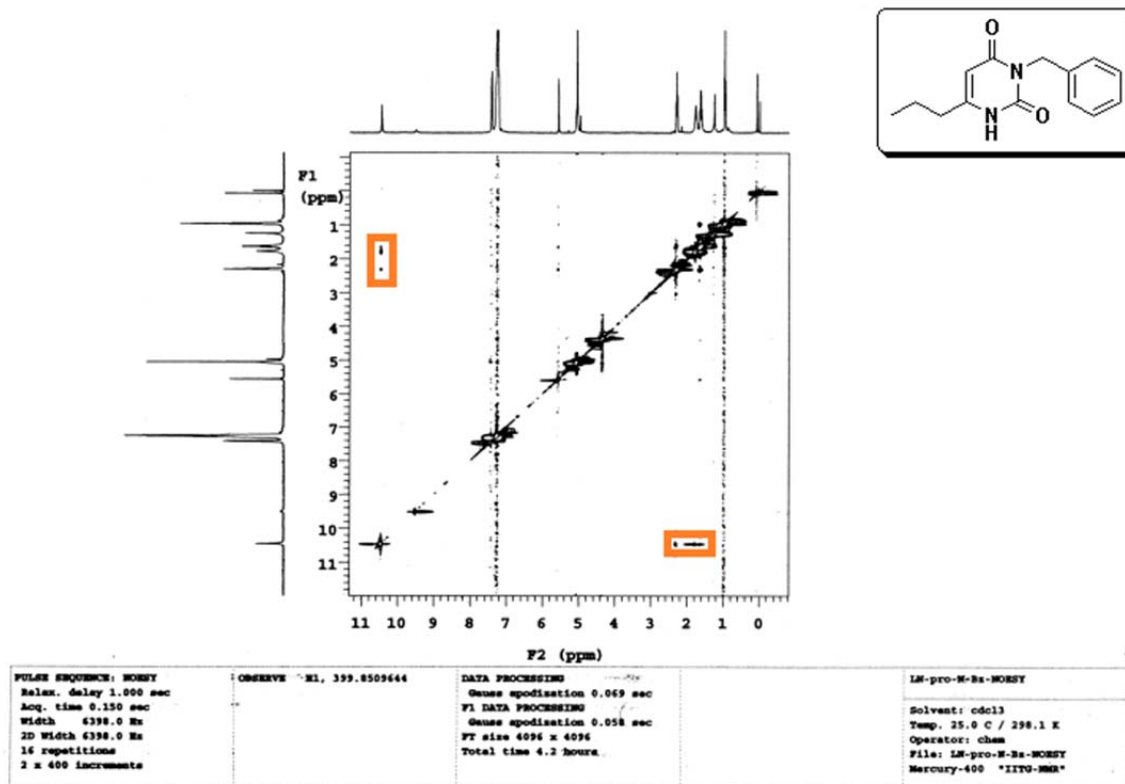 O
N
N
H
O
F1
(ppm)
1
2
3
4
5
6
7
8
9
10
11
11 10 9 8 7 6 5 4 3 2 1 0
F2 (ppm)
PULSE SEQUENCE: NOESY
Relax. delay 1.000 sec
Acq. time 0.150 sec
Width 6398.0 Hz
2D Width 6398.0 Hz
16 repetitions
2 x 400 increments
OBSERVE H1, 399.8509644
DATA PROCESSING
Gauss apodization 0.069 sec
F1 DATA PROCESSING
Gauss apodization 0.058 sec
FT size 4096 x 4096
Total time 4.2 hours
LN-pro-N-Bz-NOESY
Solvent: cdcl3
Temp. 25.0 C / 298.1 K
Operator: chem
File: LN-pro-N-Bz-NOESY
Mercury-400 "IITG-NMR"